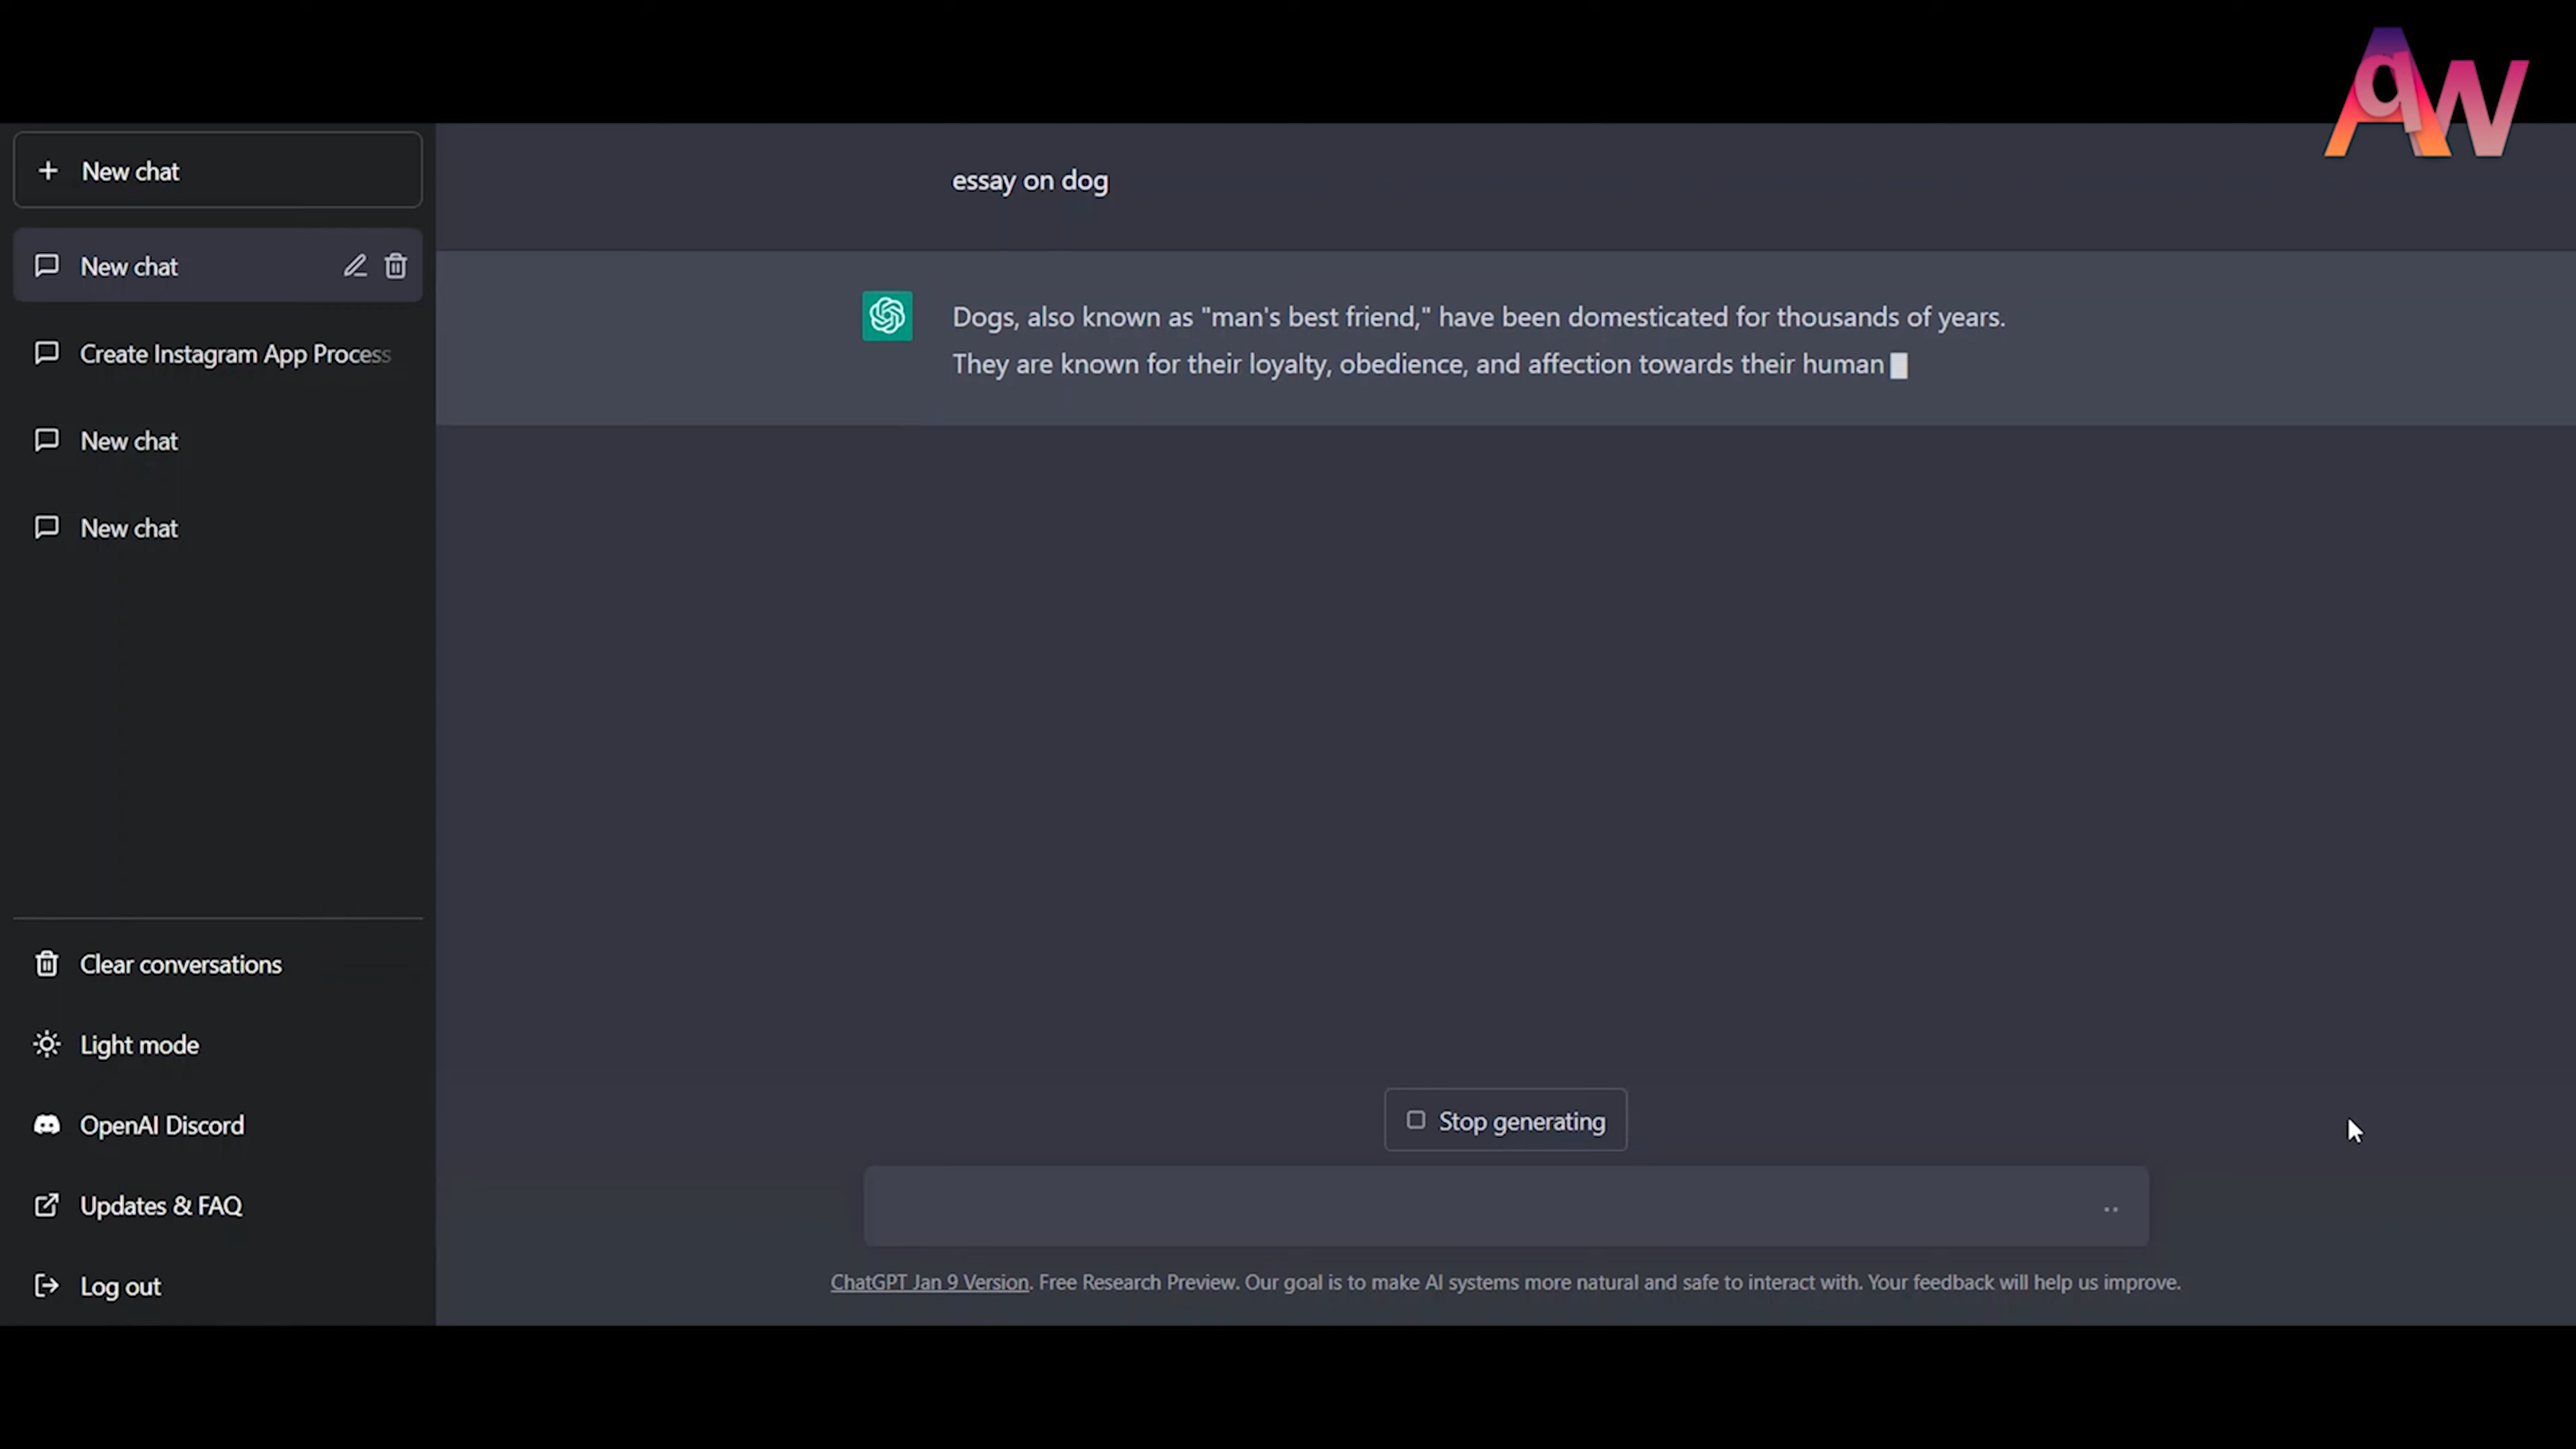 AqW
+ New chat
New chat
Create Instagram App Process
New chat
New chat
Clear conversations
Light mode
OpenAI Discord
Updates & FAQ
Log out
essay on dog
Dogs, also known as "man's best friend," have been domesticated for thousands of years.
They are known for their loyalty, obedience, and affection towards their human
Stop generating
ChatGPT Jan 9 Version. Free Research Preview. Our goal is to make AI systems more natural and safe to interact with. Your feedback will help us improve.